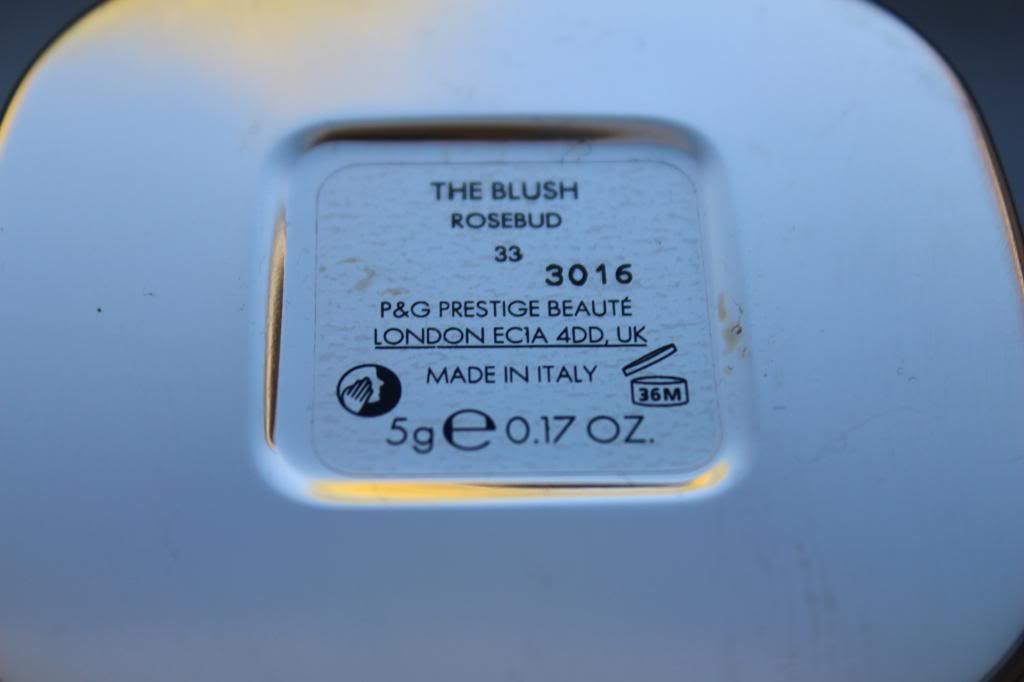 THE BLUSH
ROSEBUD
33
3016
P&G PRESTIGE BEAUTÉ
LONDON EC1A 4DD, UK
MADE IN ITALY
36M
5g ℮ 0.17 OZ.